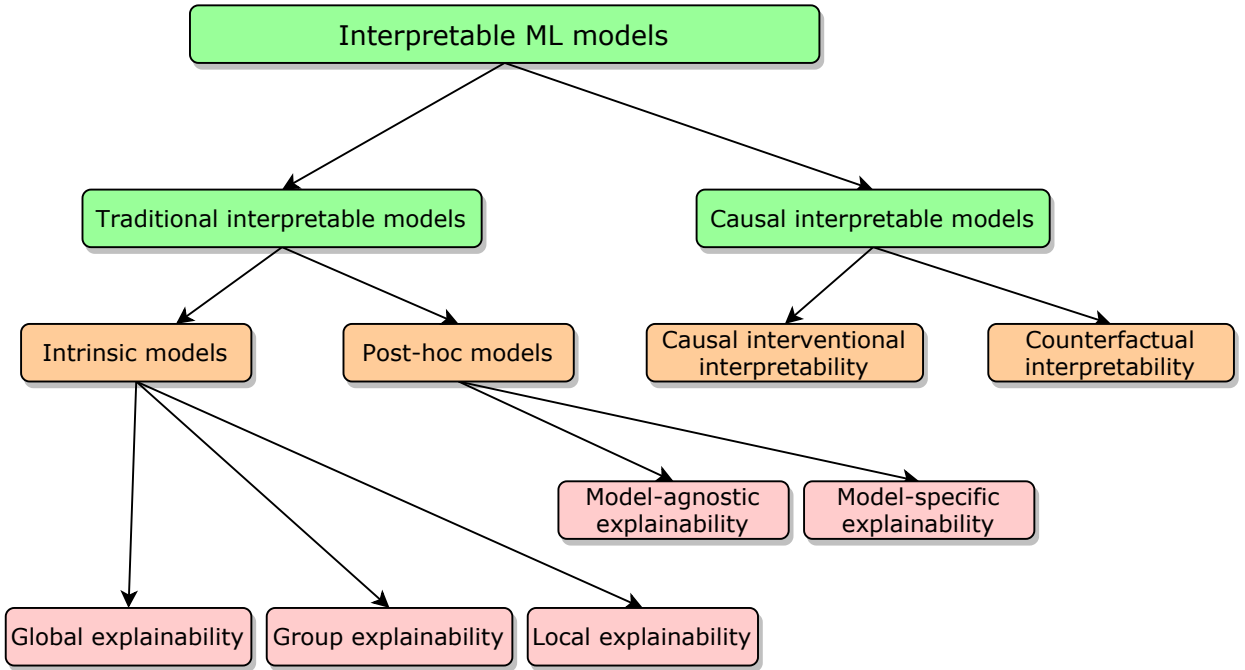 Interpretable ML models
Traditional interpretable models
Causal interpretable models
Intrinsic models
Post-hoc models
Causal interventional
interpretability
Counterfactual
interpretability
Model-agnostic
explainability
Model-specific
explainability
Global explainability
Group explainability
Local explainability